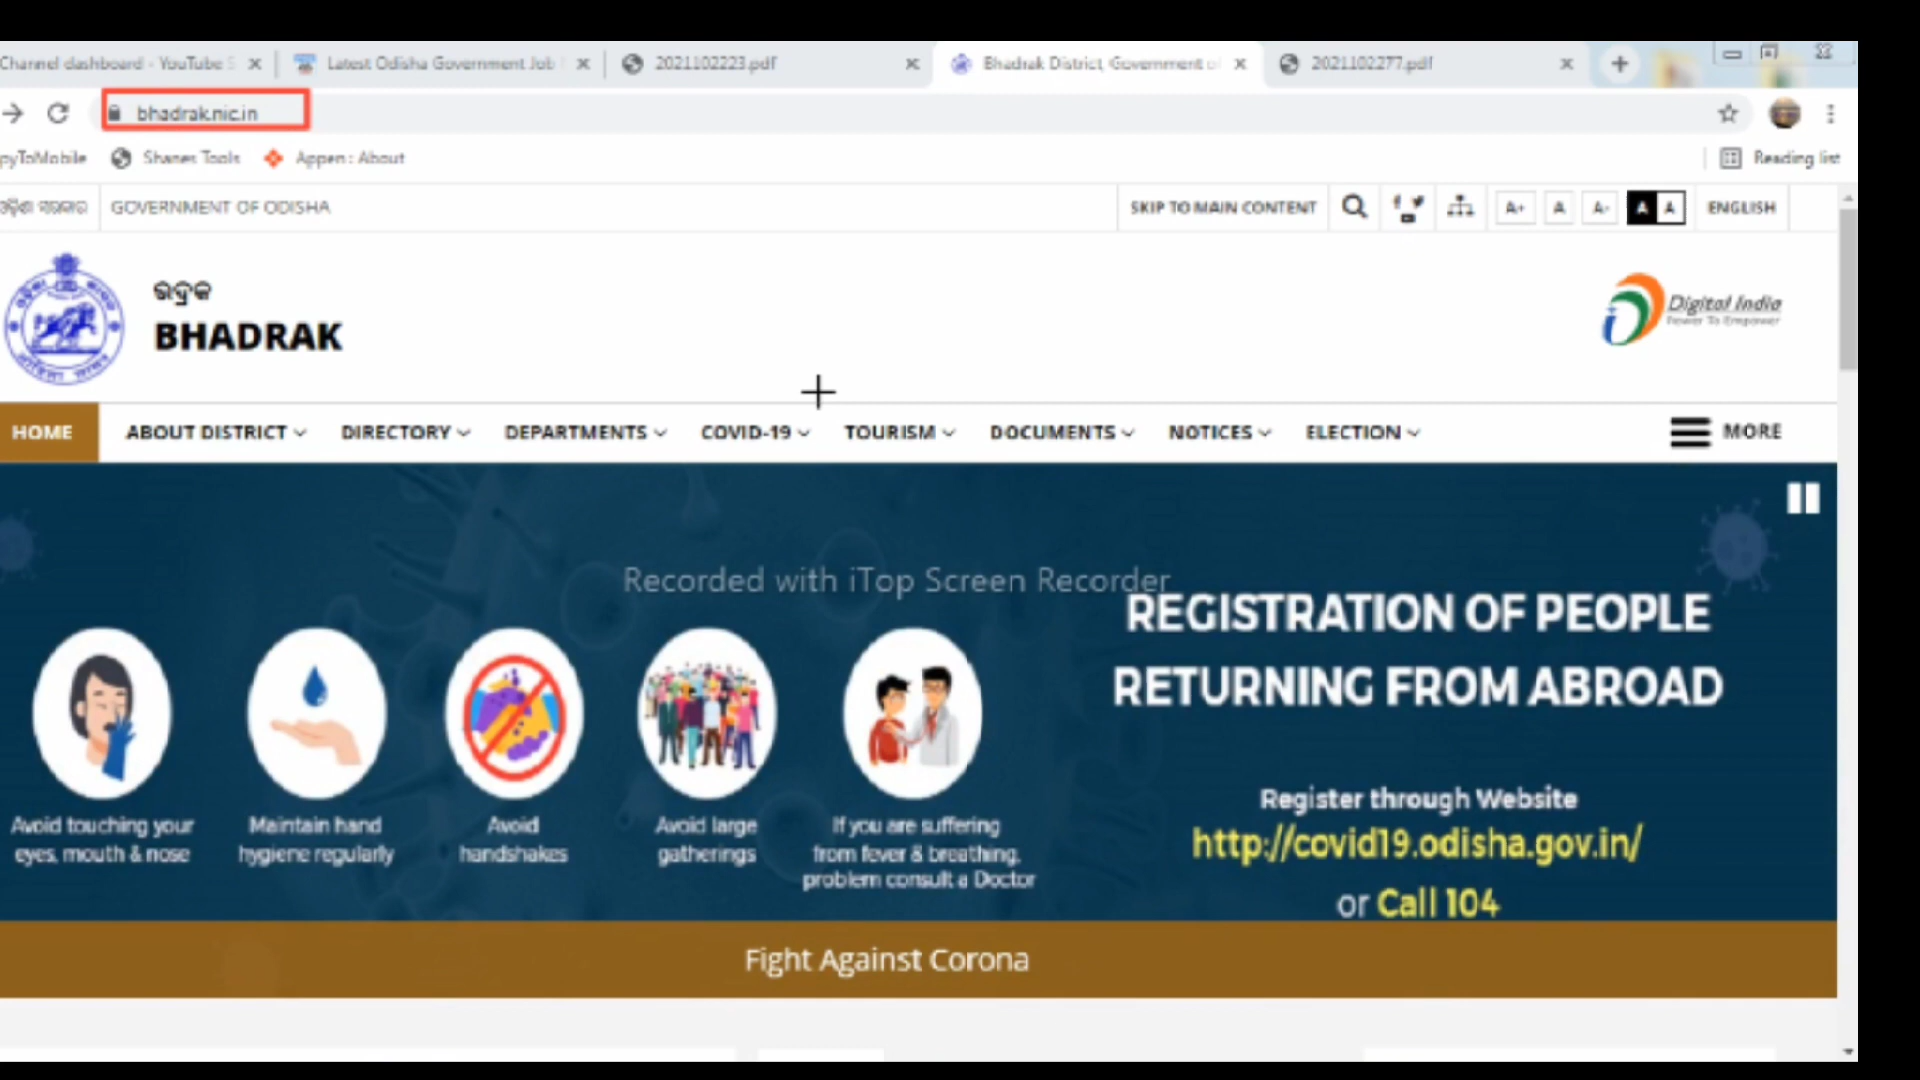 Channel dashboard - YouTube S
Latest Odisha Government Job
2021102223.pdf
Bhadrak District, Government of
2021102277.pdf
bhadrak.nic.in
pyToMobile
Shanes Tools
Appen : About
Reading list
GOVERNMENT OF ODISHA
SKIP TO MAIN CONTENT
A+
A
A-
A A
ENGLISH
ଭଦ୍ରକ
BHADRAK
Digital India
Power To Empower
HOME
ABOUT DISTRICT
DIRECTORY
DEPARTMENTS
COVID-19
TOURISM
DOCUMENTS
NOTICES
ELECTION
MORE
Recorded with iTop Screen Recorder
REGISTRATION OF PEOPLE
RETURNING FROM ABROAD
Avoid touching your
eyes, mouth & nose
Maintain hand
hygiene regularly
Avoid
handshakes
Avoid large
gatherings
If you are suffering
from fever & breathing,
problem consult a Doctor
Register through Website
http://covid19.odisha.gov.in/
or Call 104
Fight Against Corona